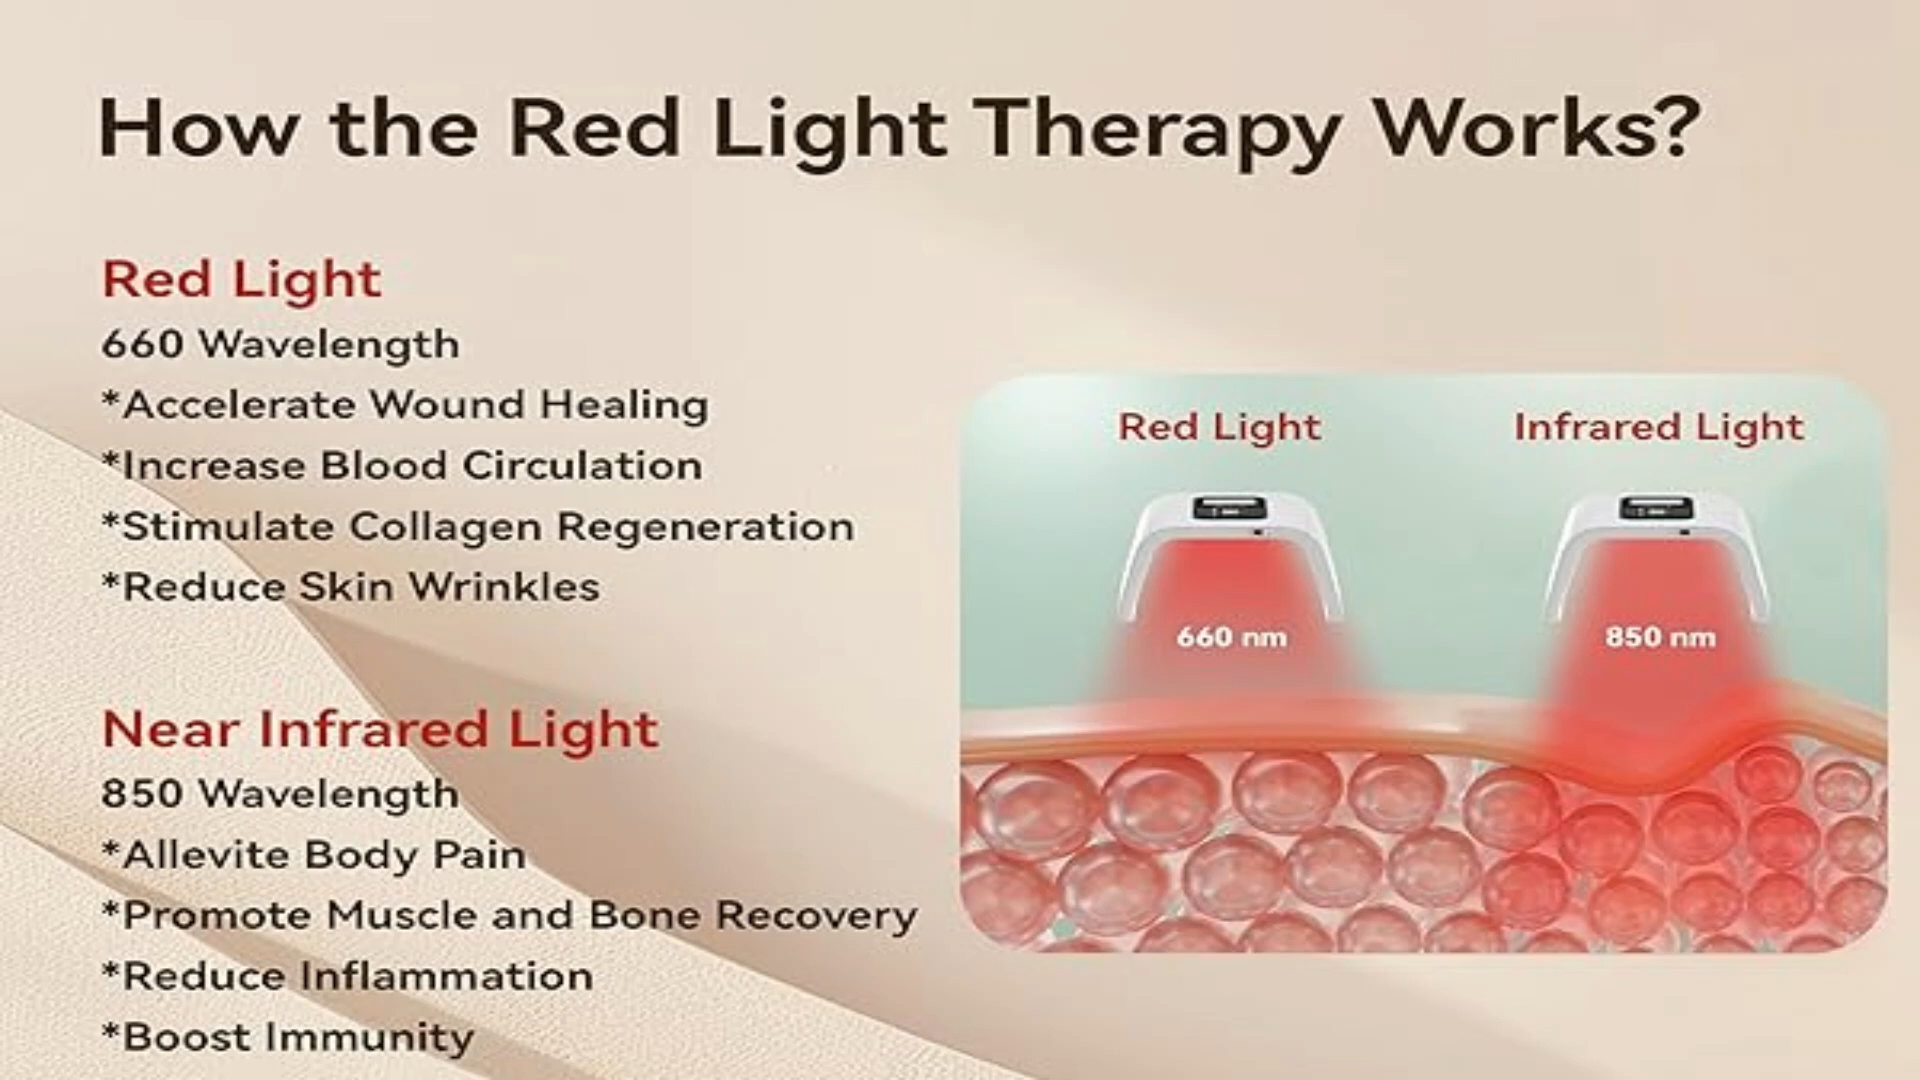 How the Red Light Therapy Works?
Red Light
660 Wavelength
*Accelerate Wound Healing
*Increase Blood Circulation
*Stimulate Collagen Regeneration
*Reduce Skin Wrinkles
Near Infrared Light
850 Wavelength
*Allevite Body Pain
*Promote Muscle and Bone Recovery
*Reduce Inflammation
*Boost Immunity
Red Light
Infrared Light
660 nm
850 nm